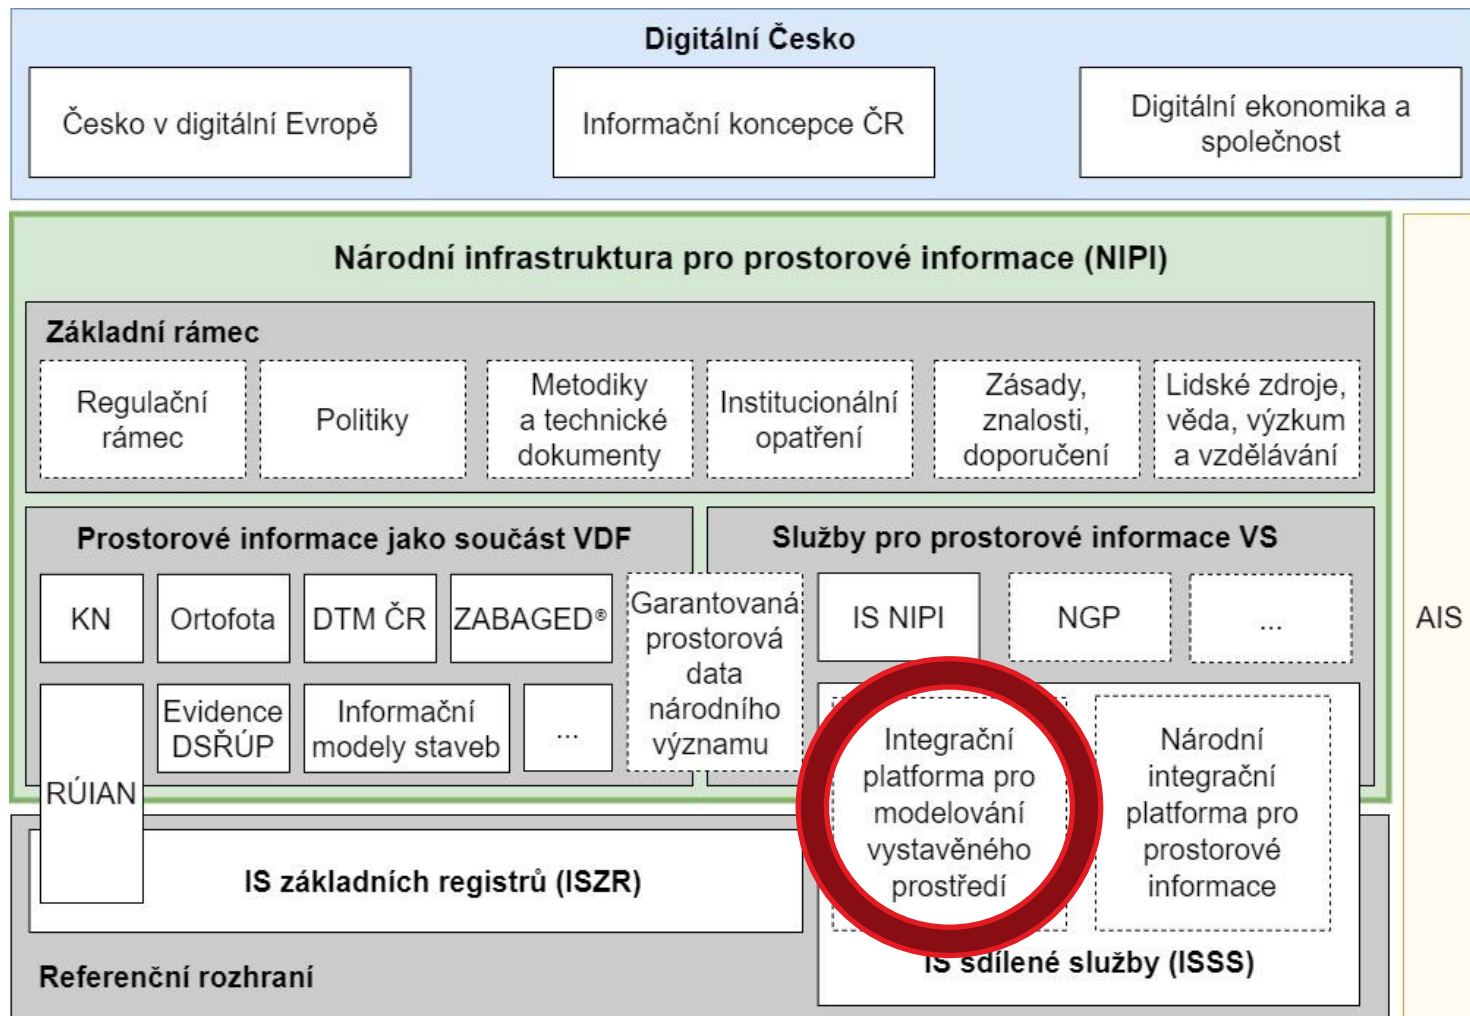 Digitální Česko
Česko v digitální Evropě
Informační koncepce ČR
Digitální ekonomika a
společnost
Národní infrastruktura pro prostorové informace (NIPI)
Základní rámec
Regulační
rámec
Politiky
Metodiky
a technické
dokumenty
Institucionální
opatření
Zásady,
znalosti,
doporučení
Lidské zdroje,
věda, výzkum
a vzdělávání
Prostorové informace jako součást VDF
KN
Ortofota
DTM ČR
ZABAGED®
Garantovaná
prostorová
data
národního
významu
RÚIAN
Evidence
DSŘÚP
Informační
modely staveb
...
Služby pro prostorové informace VS
IS NIPI
NGP
...
Integrační
platforma pro
modelování
vystavěného
prostředí
Národní
integrační
platforma pro
prostorové
informace
AIS
IS základních registrů (ISZR)
IS sdílené služby (ISSS)
Referenční rozhraní